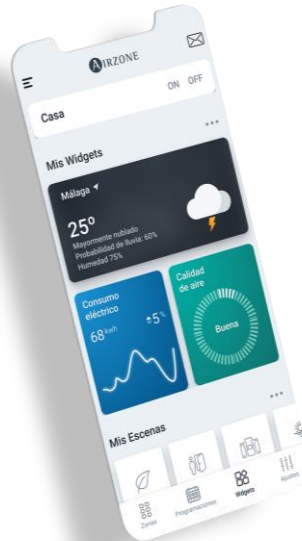 AIRZONE
Casa
ON OFF
Mis Widgets
Málaga
25º
Mayormente nublado
Probabilidad de lluvia: 60%
Humedad 75%
Consumo
eléctrico
68 kwh
5 %
Calidad
de aire
Buena
Mis Escenas
Zonas
Programaciones
Widgets
Ajustes